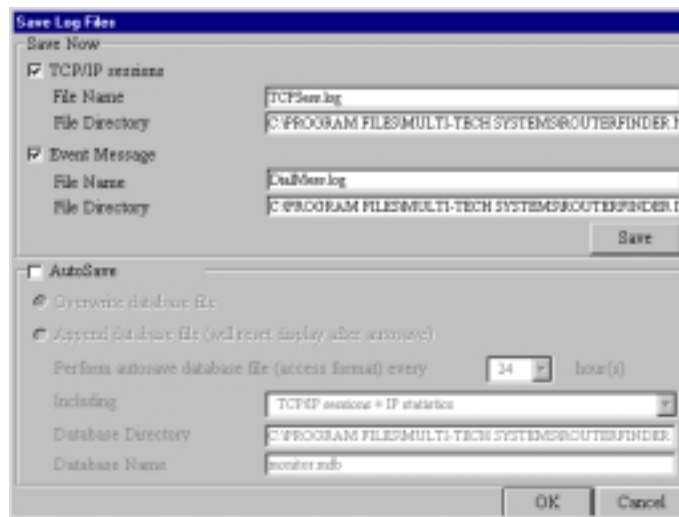 Save Log Files
Save Now
TCP/IP sessions
File Name TCPSess.log
File Directory C:\PROGRAM FILES\MULTI-TECH SYSTEMS\ROUTERFINDER
Event Message
File Name DialMess.log
File Directory C:\PROGRAM FILES\MULTI-TECH SYSTEMS\ROUTERFINDER
Save
AutoSave
Overwrite database file
Append database file (will reset display after autosave)
Perform autosave database file (access format) every 24 hour(s)
Including TCP/IP sessions + IP statistics
Database Directory C:\PROGRAM FILES\MULTI-TECH SYSTEMS\ROUTERFINDER
Database Name monitor.mdb
OK Cancel